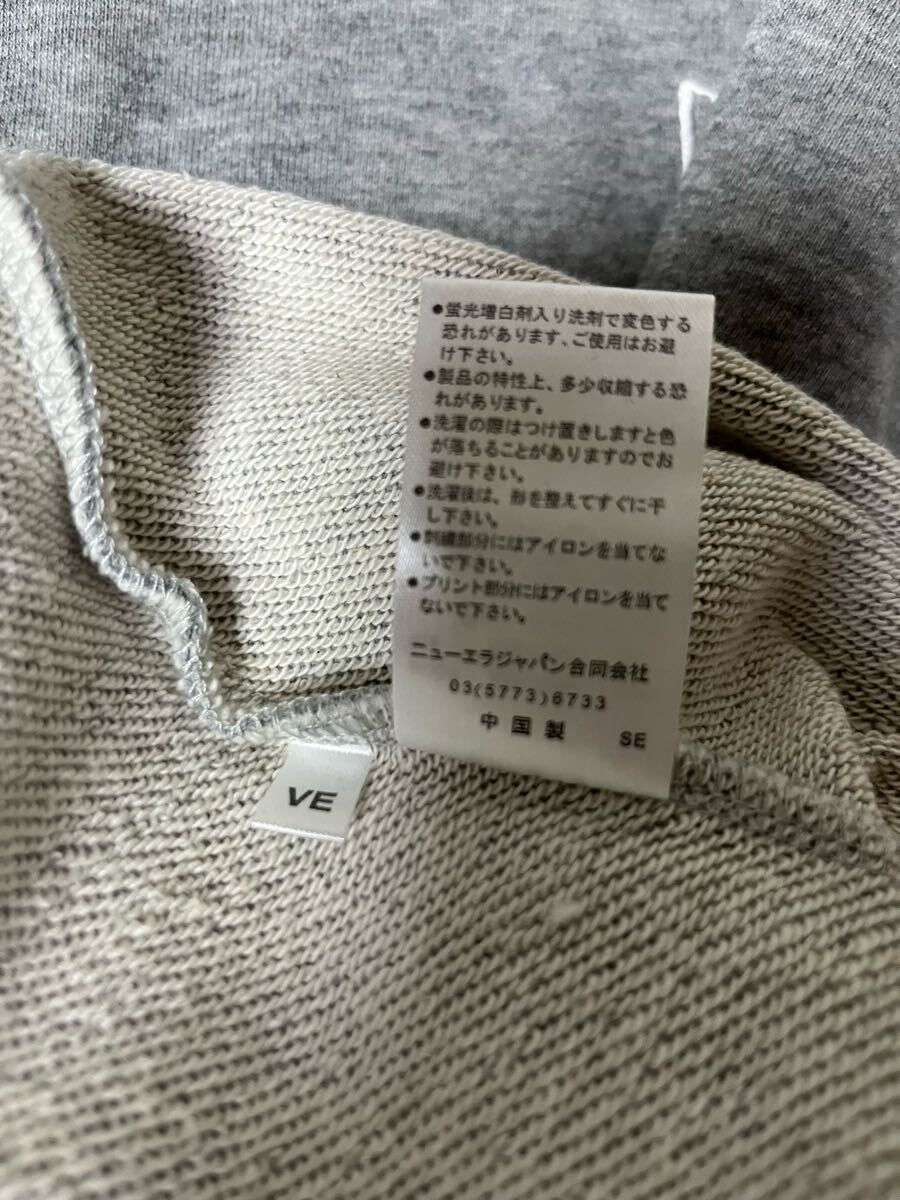 ●蛍光増白剤入り洗剤で変色する
恐れがあります、ご使用はお避
け下さい。
●製品の特性上、多少収縮する恐
れがあります。
●洗濯の際はつけ置きしますと色
が落ちることがありますのでお
避け下さい。
●洗濯後は、形を整えてすぐに干
し下さい。
●刺繍部分にはアイロンを当てな
いで下さい。
●プリント部分にはアイロンを当て
ないで下さい。
ニューエラジャパン合同会社
03(5773)6733
中国製 SE
VE